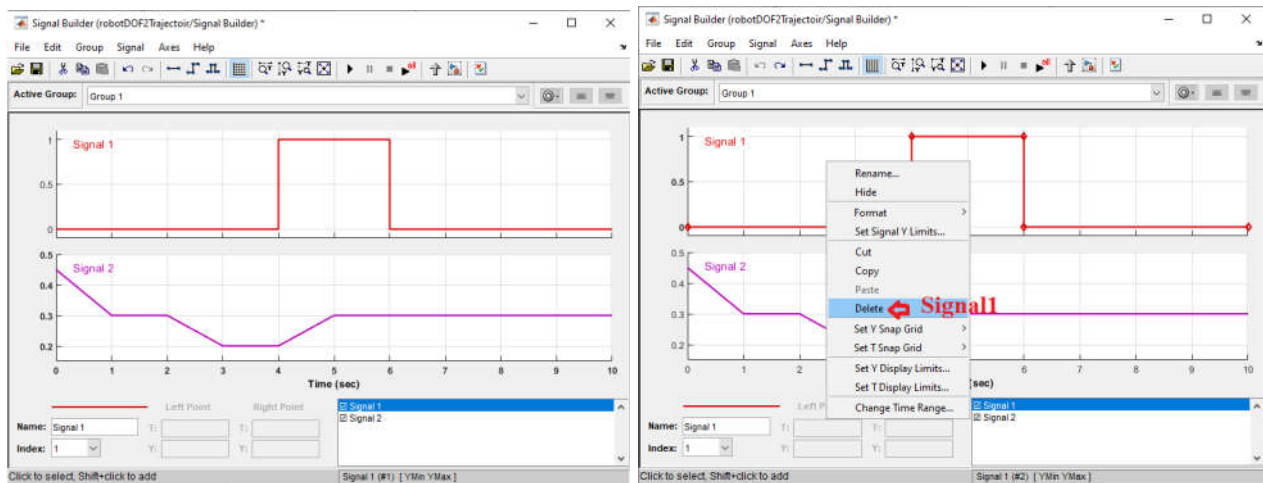 Signal Builder (robotDOF2Trajectoir/Signal Builder) *
File Edit Group Signal Axes Help
Active Group: Group 1
Signal 1
1
0.5
0
Signal 2
0.5
0.4
0.3
0.2
0 1 2 3 4 5 6 7 8 9 10
Time (sec)
Left Point Right Point
Name: Signal 1 T: T:
Index: 1 Y: Y:
Signal 1
Signal 2
Click to select, Shift+click to add Signal 1 (#1) [ YMin YMax ]
Signal Builder (robotDOF2Trajectoir/Signal Builder) *
File Edit Group Signal Axes Help
Active Group: Group 1
Signal 1
1
0.5
0
Signal 2
0.5
0.4
0.3
0.2
0 1 2 6 7 8 9 10
(sec)
Rename...
Hide
Format
Set Signal Y Limits...
Cut
Copy
Paste
Delete Signal1
Set Y Snap Grid
Set T Snap Grid
Set Y Display Limits...
Set T Display Limits...
Change Time Range...
Left P
Name: Signal 1 T: T:
Index: 1 Y: Y:
Signal 1
Signal 2
Click to select, Shift+click to add Signal 1 (#2) [ YMin YMax ]